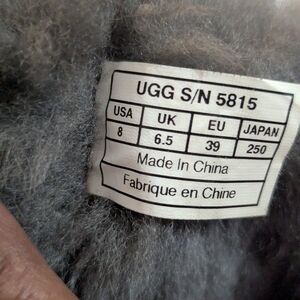 UGG S/N 5815
USA UK EU JAPAN
8 6.5 39 250
Made In China
Fabrique en Chine